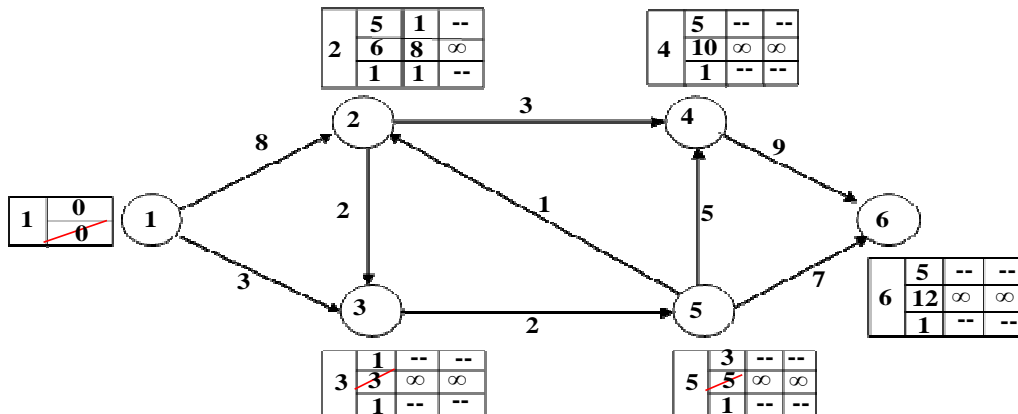 5 1 --
2 6 8 ∞
1 1 --
5 -- --
4 10 ∞ ∞
1 -- --
2
3
4
8
9
1 0
0
1
2
1
5
6
3
3
2
5
7
5 -- --
6 12 ∞ ∞
1 -- --
2
1 -- --
3 3 ∞ ∞
1 -- --
3 -- --
5 5 ∞ ∞
1 -- --